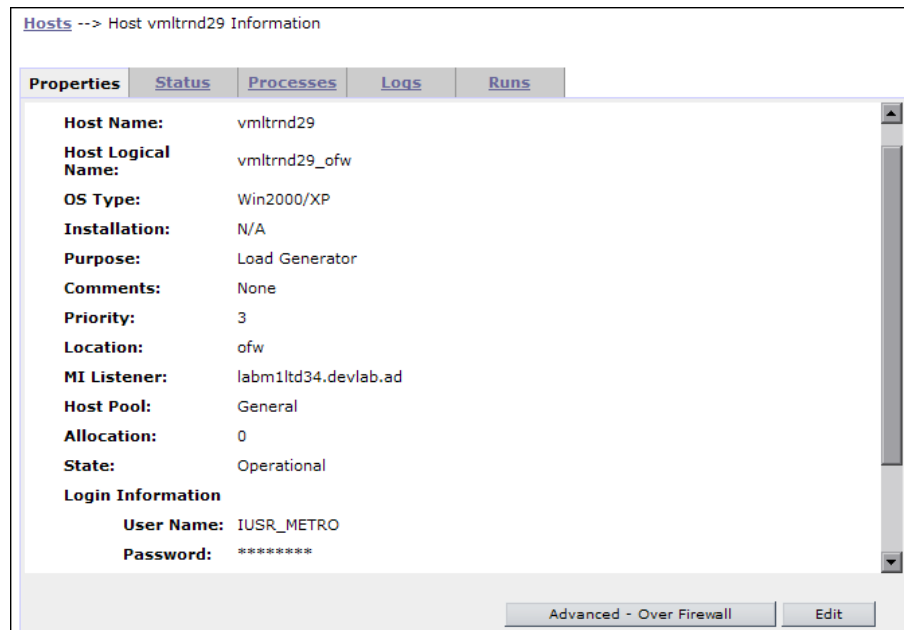 Hosts --> Host vmltrnd29 Information
Properties Status Processes Logs Runs
Host Name: vmltrnd29
Host Logical
Name: vmltrnd29_ofw
OS Type: Win2000/XP
Installation: N/A
Purpose: Load Generator
Comments: None
Priority: 3
Location: ofw
MI Listener: labm1ltd34.devlab.ad
Host Pool: General
Allocation: 0
State: Operational
Login Information
User Name: IUSR_METRO
Password: ********
Advanced - Over Firewall Edit